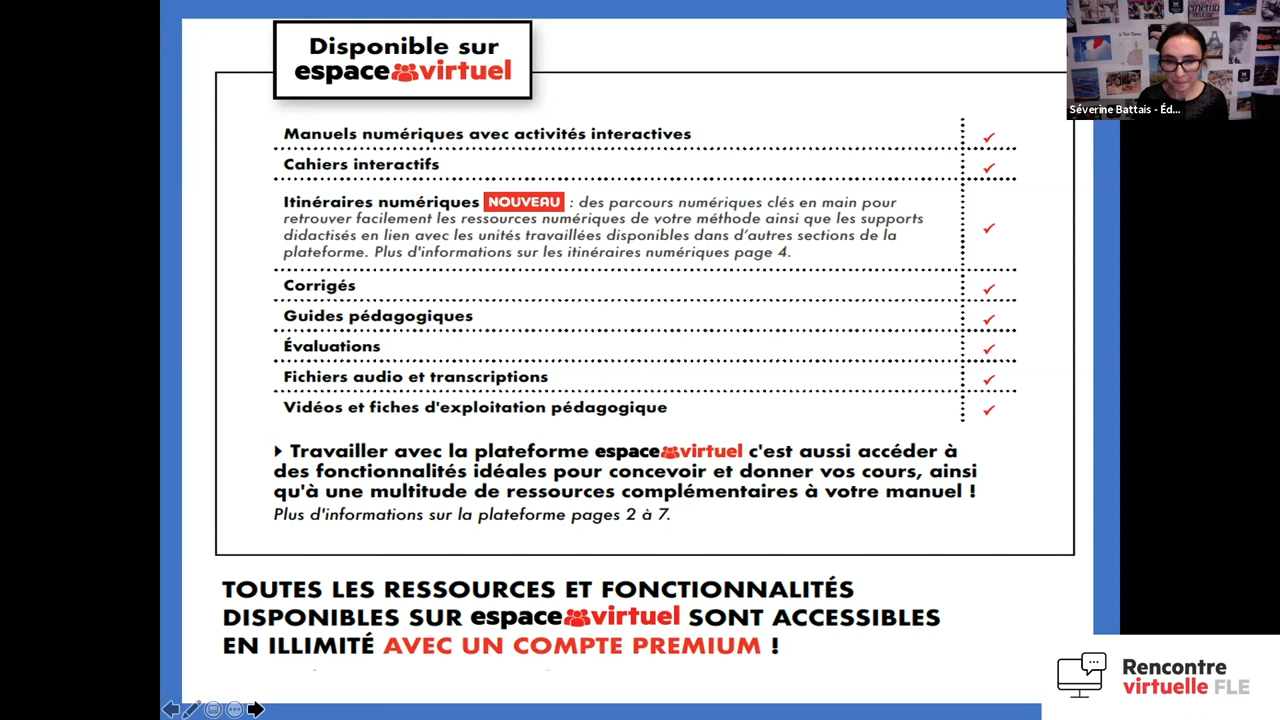 Disponible sur
espace virtuel
Séverine Battais - Éd...
Manuels numériques avec activités interactives
Cahiers interactifs
Itinéraires numériques NOUVEAU : des parcours numériques clés en main pour
retrouver facilement les ressources numériques de votre méthode ainsi que les supports
didactisés en lien avec les unités travaillées disponibles dans d'autres sections de la
plateforme. Plus d'informations sur les itinéraires numériques page 4.
Corrigés
Guides pédagogiques
Évaluations
Fichiers audio et transcriptions
Vidéos et fiches d'exploitation pédagogique
Travailler avec la plateforme espace virtuel c'est aussi accéder à
des fonctionnalités idéales pour concevoir et donner vos cours, ainsi
qu'à une multitude de ressources complémentaires à votre manuel !
Plus d'informations sur la plateforme pages 2 à 7.
TOUTES LES RESSOURCES ET FONCTIONNALITÉS
DISPONIBLES SUR espace virtuel SONT ACCESSIBLES
EN ILLIMITÉ AVEC UN COMPTE PREMIUM !
Rencontre
virtuelle FLE